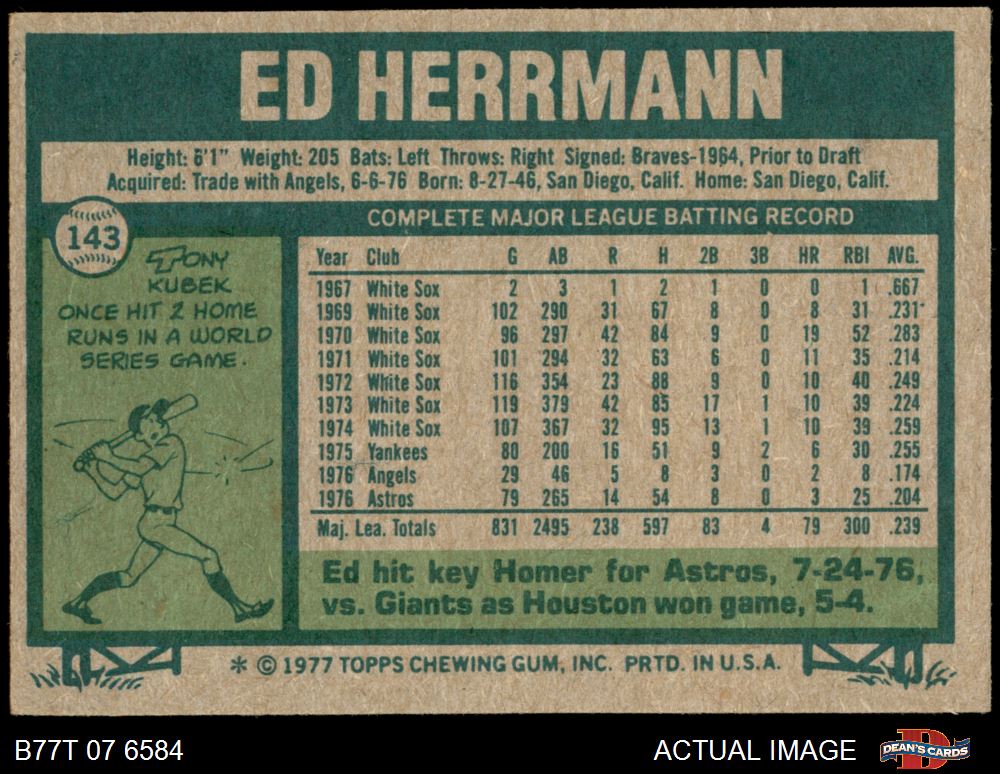 ED HERRMANN
Height: 6'1" Weight: 205 Bats: Left Throws: Right Signed: Braves-1964, Prior to Draft
Acquired: Trade with Angels, 6-6-76 Born: 8-27-46, San Diego, Calif. Home: San Diego, Calif.
143
TONY
KUBEK
ONCE HIT 2 HOME
RUNS IN A WORLD
SERIES GAME.
COMPLETE MAJOR LEAGUE BATTING RECORD
Year Club G AB R H 2B 3B HR RBI AVG.
1967 White Sox 2 3 1 2 1 0 0 1 .667
1969 White Sox 102 290 31 67 8 0 8 31 .231
1970 White Sox 96 297 42 84 9 0 19 52 .283
1971 White Sox 101 294 32 63 6 0 11 35 .214
1972 White Sox 116 354 23 88 9 0 10 40 .249
1973 White Sox 119 379 42 85 17 1 10 39 .224
1974 White Sox 107 367 32 95 13 1 10 39 .259
1975 Yankees 80 200 16 51 9 2 6 30 .255
1976 Angels 29 46 5 8 3 0 2 8 .174
1976 Astros 79 265 14 54 8 0 3 25 .204
Maj. Lea. Totals 831 2495 238 597 83 4 79 300 .239
Ed hit key Homer for Astros, 7-24-76,
vs. Giants as Houston won game, 5-4.
* © 1977 TOPPS CHEWING GUM, INC. PRTD. IN U.S.A.
B77T 07 6584
ACTUAL IMAGE
B
DEAN'S CARDS